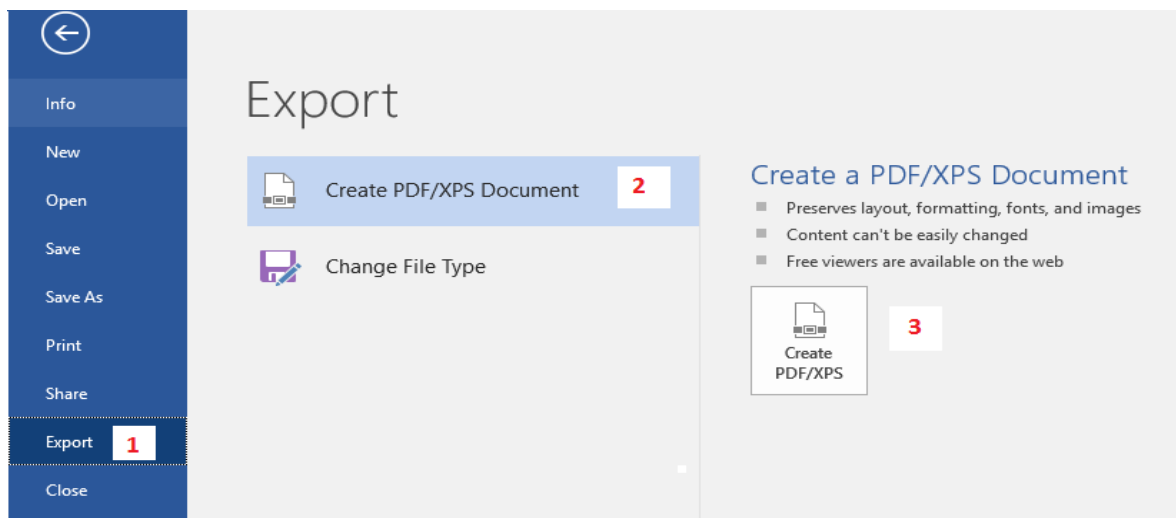 Info
New
Open
Save
Save As
Print
Share
Export 1
Close
Export
Create PDF/XPS Document 2
Change File Type
Create a PDF/XPS Document
Preserves layout, formatting, fonts, and images
Content can't be easily changed
Free viewers are available on the web
Create
PDF/XPS
3